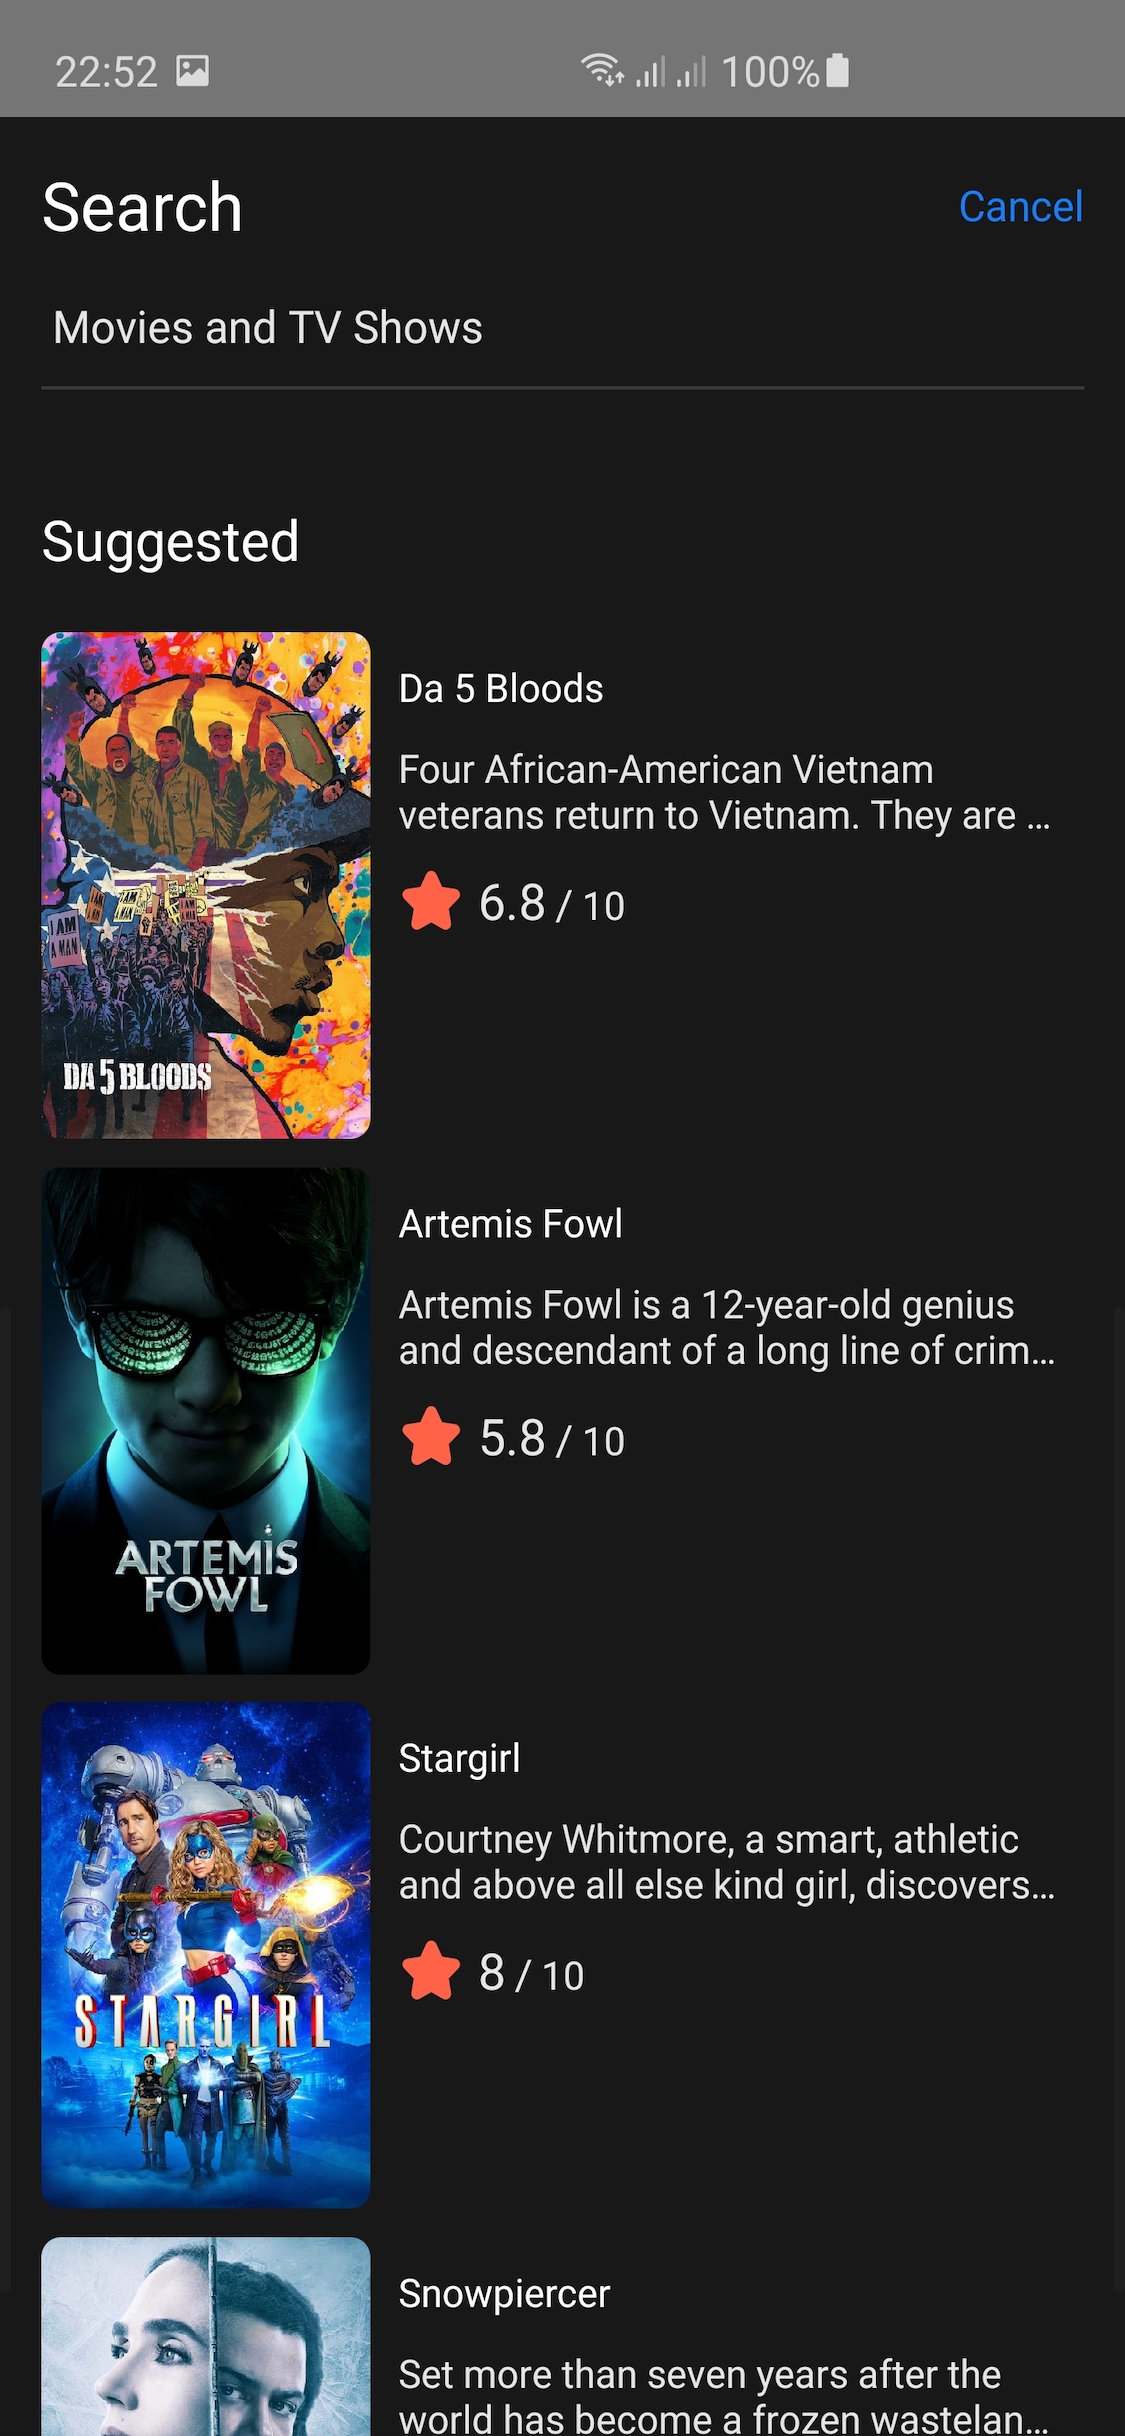 22:52 100%
Search Cancel
Movies and TV Shows
Suggested
I AM
A MAN
DA 5 BLOODS
Da 5 Bloods
Four African-American Vietnam
veterans return to Vietnam. They are ...
6.8 / 10
ARTEMIS
FOWL
Artemis Fowl
Artemis Fowl is a 12-year-old genius
and descendant of a long line of crim...
5.8 / 10
STARGIRL
Stargirl
Courtney Whitmore, a smart, athletic
and above all else kind girl, discovers...
8 / 10
Snowpiercer
Set more than seven years after the
world has become a frozen wastelan...